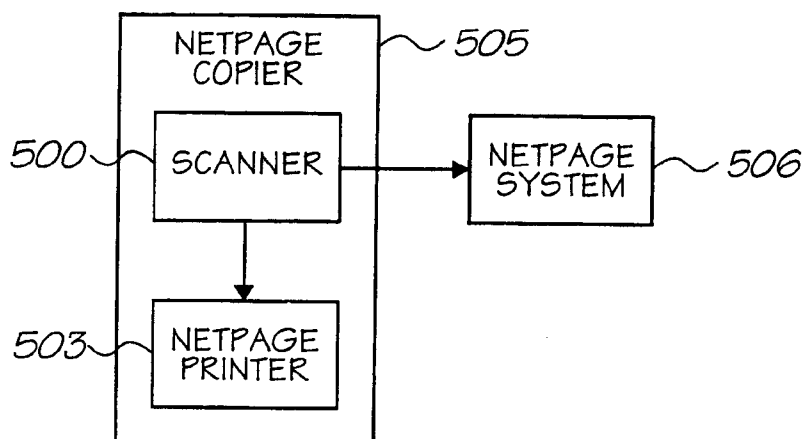 NETPAGE
COPIER
505
500
SCANNER
NETPAGE
SYSTEM
506
503
NETPAGE
PRINTER